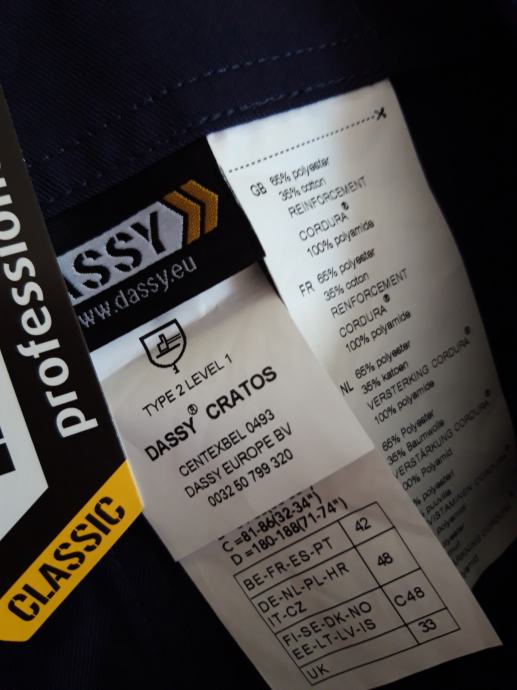 profession
CLASSIC
ASSY
www.dassy.eu
TYPE 2 LEVEL 1
DASSY® CRATOS
CENTEXBEL 0493
DASSY EUROPE BV
0032 50 799 320
C =81-86(32-34")
D =180-188(71-74")
BE-FR-ES-PT 42
DE-NL-PL-HR
IT-CZ 48
FI-SE-DK-NO
EE-LT-LV-IS C48
UK 33
GB 65% polyester
35% cotton
REINFORCEMENT
CORDURA®
100% polyamide
FR 65% polyester
35% coton
RENFORCEMENT
CORDURA®
100% polyamide
NL 65% polyester
35% katoen
VERSTERKING CORDURA®
100% polyamide
65% Polyester
35% Baumwolle
VERSTÄRKUNG CORDURA®
100% Polyamid